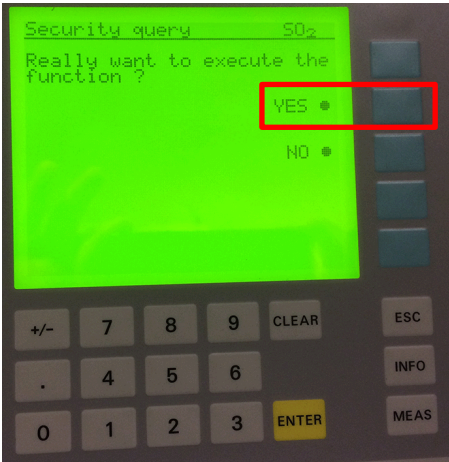 Security query SO₂
Really want to execute the
function ?
YES
NO
+/- 7 8 9 CLEAR ESC
. 4 5 6 INFO
0 1 2 3 ENTER MEAS